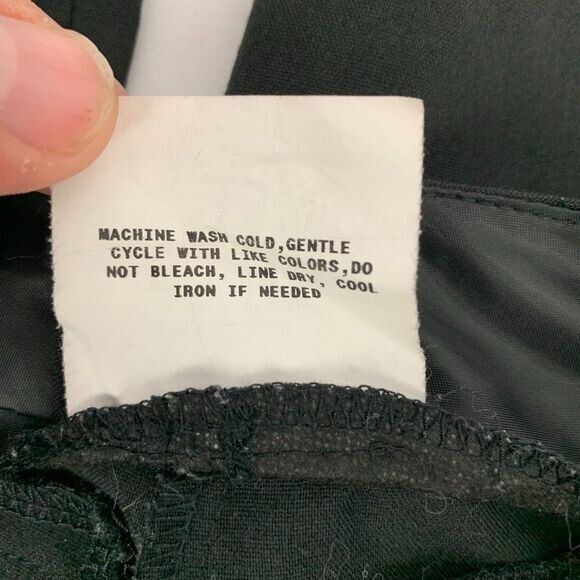 MACHINE WASH COLD,GENTLE
CYCLE WITH LIKE COLORS,DO
NOT BLEACH, LINE DRY, COOL
IRON IF NEEDED